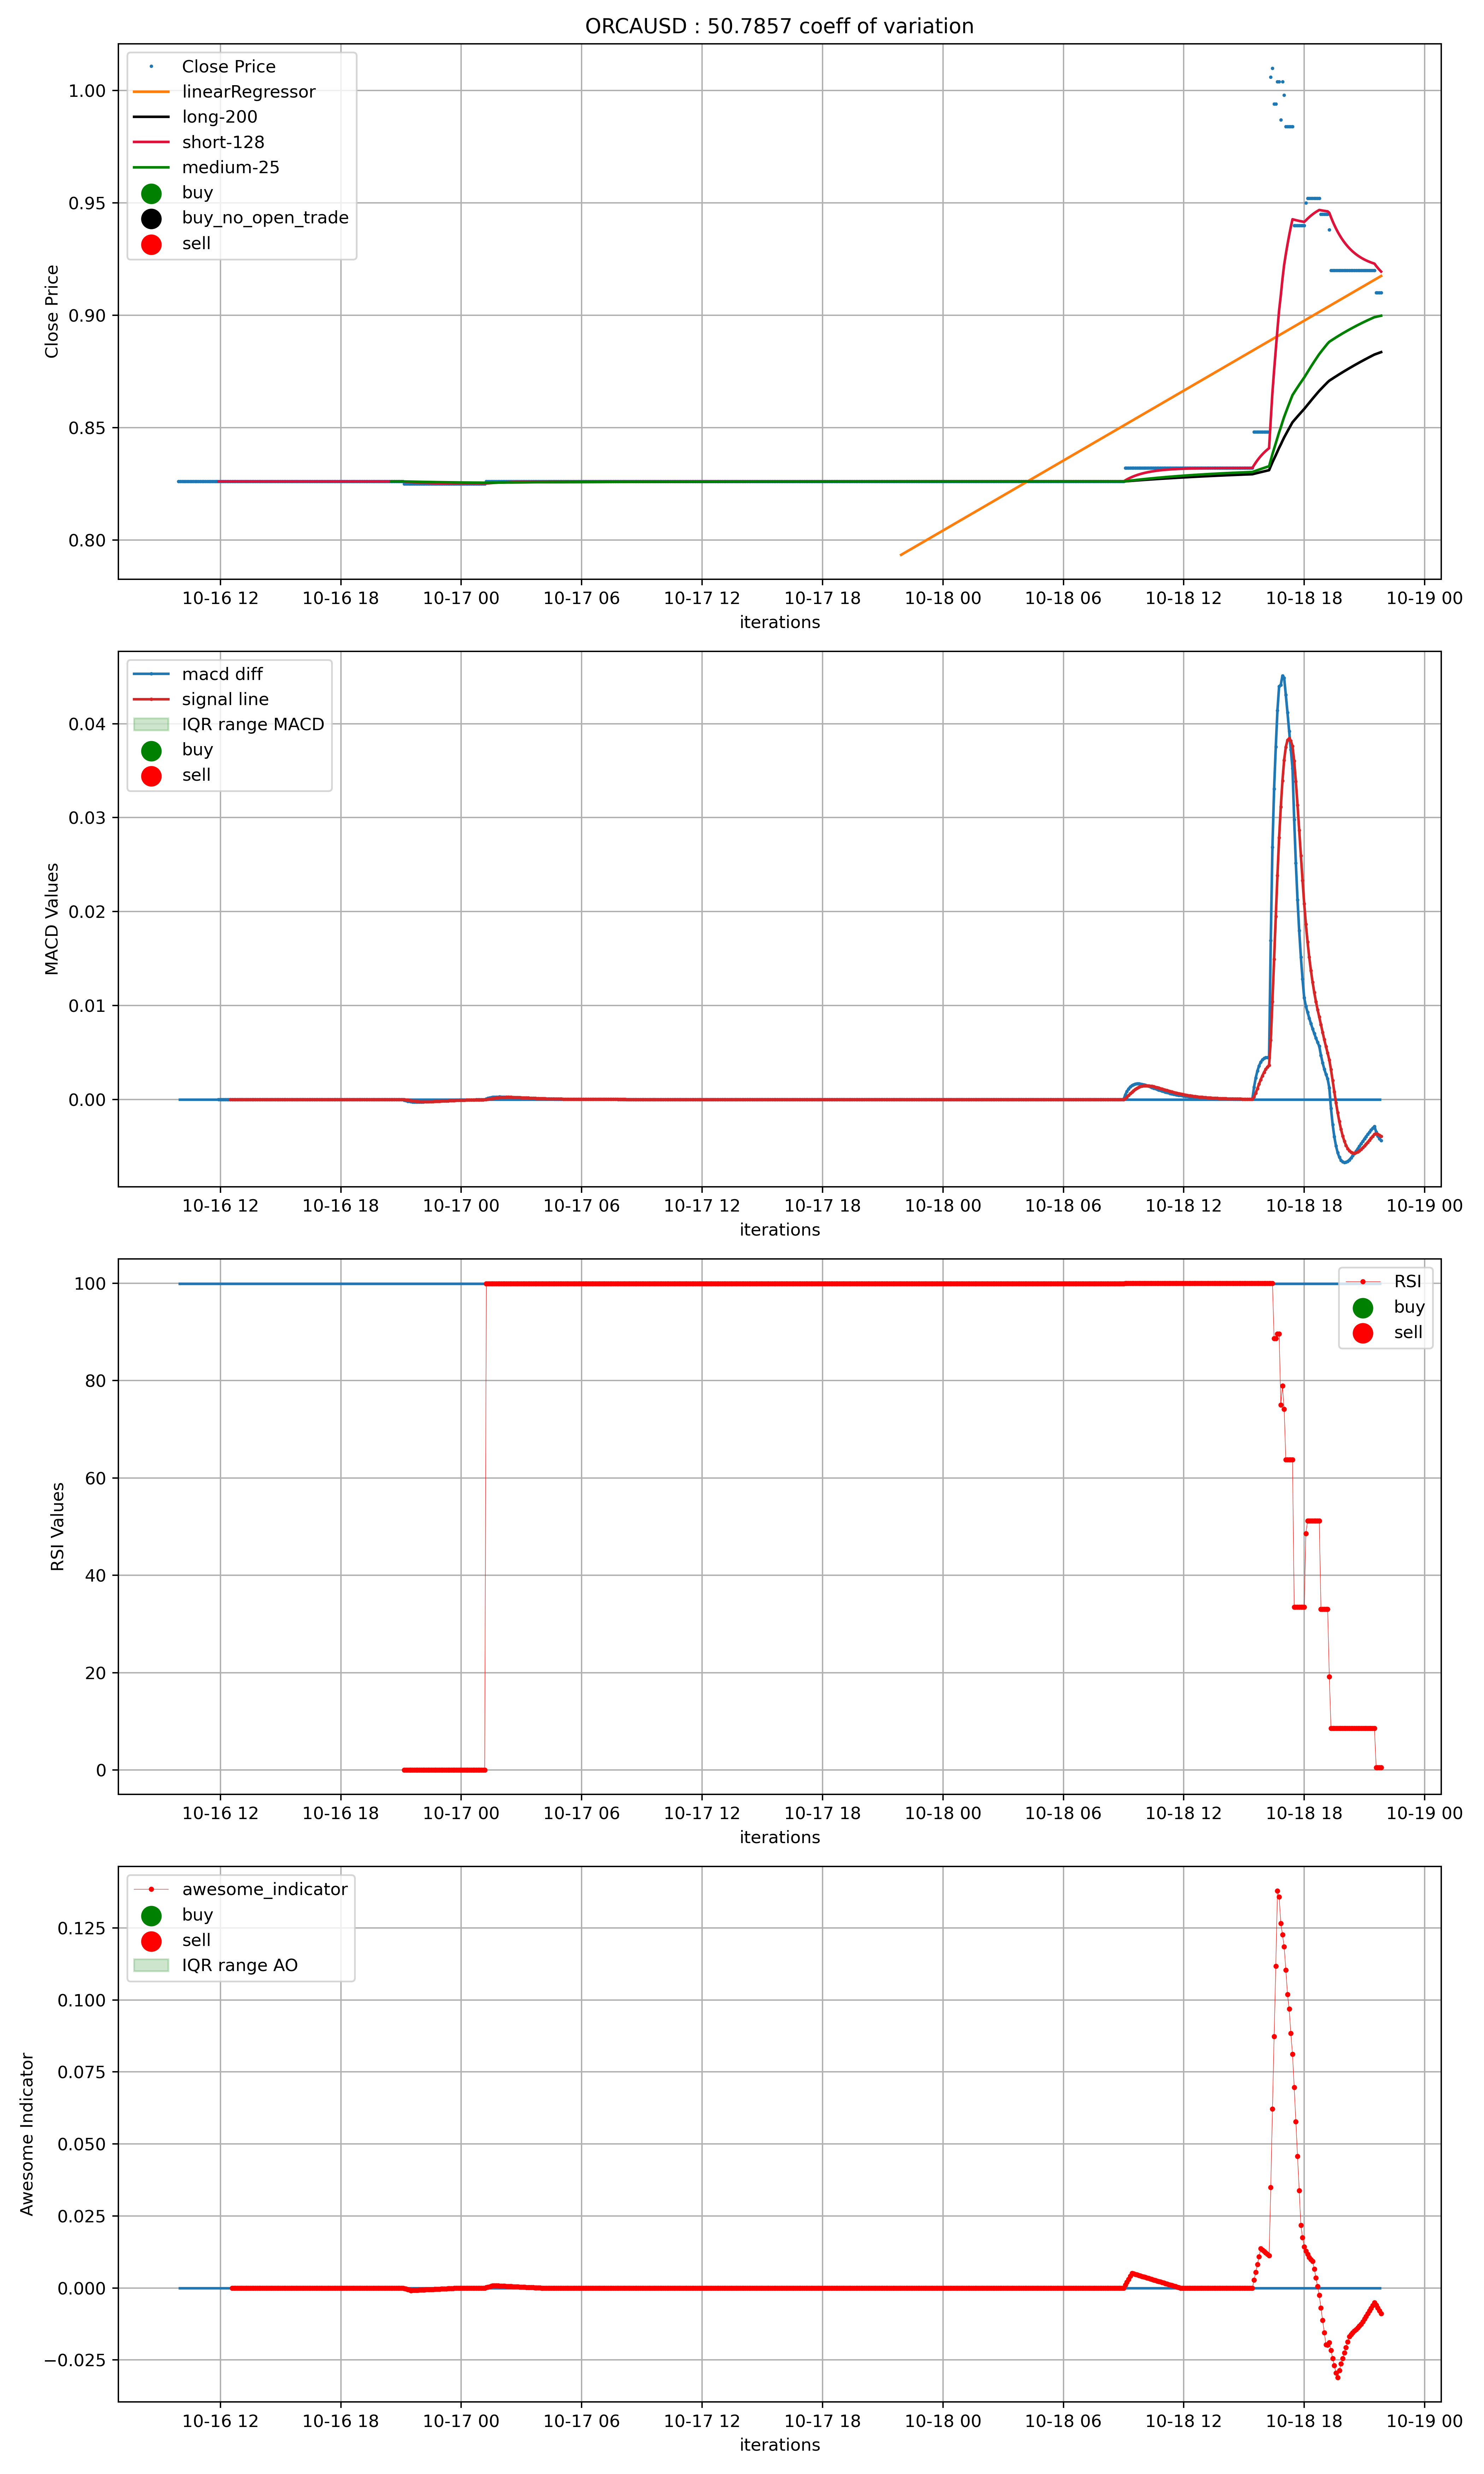 ORCAUSD : 50.7857 coeff of variation
Close Price
linearRegressor
long-200
short-128
medium-25
buy
buy_no_open_trade
sell
Close Price
1.00
0.95
0.90
0.85
0.80
10-16 12 10-16 18 10-17 00 10-17 06 10-17 12 10-17 18 10-18 00 10-18 06 10-18 12 10-18 18 10-19 00
iterations
macd diff
signal line
IQR range MACD
buy
sell
MACD Values
0.04
0.03
0.02
0.01
0.00
10-16 12 10-16 18 10-17 00 10-17 06 10-17 12 10-17 18 10-18 00 10-18 06 10-18 12 10-18 18 10-19 00
iterations
RSI
buy
sell
RSI Values
100
80
60
40
20
0
10-16 12 10-16 18 10-17 00 10-17 06 10-17 12 10-17 18 10-18 00 10-18 06 10-18 12 10-18 18 10-19 00
iterations
awesome_indicator
buy
sell
IQR range AO
Awesome Indicator
0.125
0.100
0.075
0.050
0.025
0.000
−0.025
10-16 12 10-16 18 10-17 00 10-17 06 10-17 12 10-17 18 10-18 00 10-18 06 10-18 12 10-18 18 10-19 00
iterations